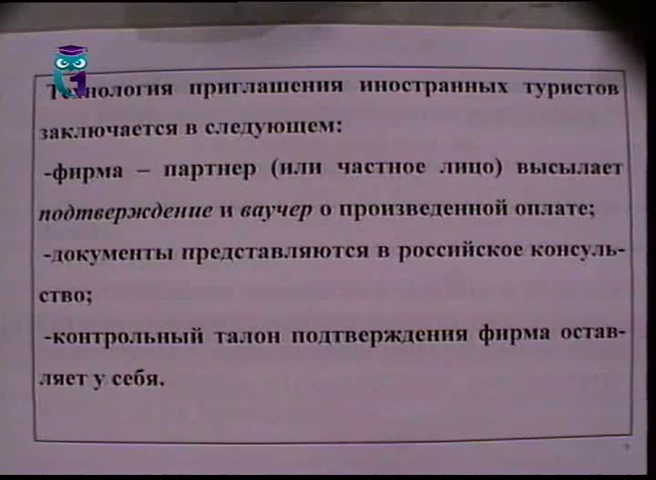 Технология приглашения иностранных туристов
заключается в следующем:
-фирма – партнер (или частное лицо) высылает
подтверждение и ваучер о произведенной оплате;
-документы представляются в российское консуль-
ство;
-контрольный талон подтверждения фирма остав-
ляет у себя.